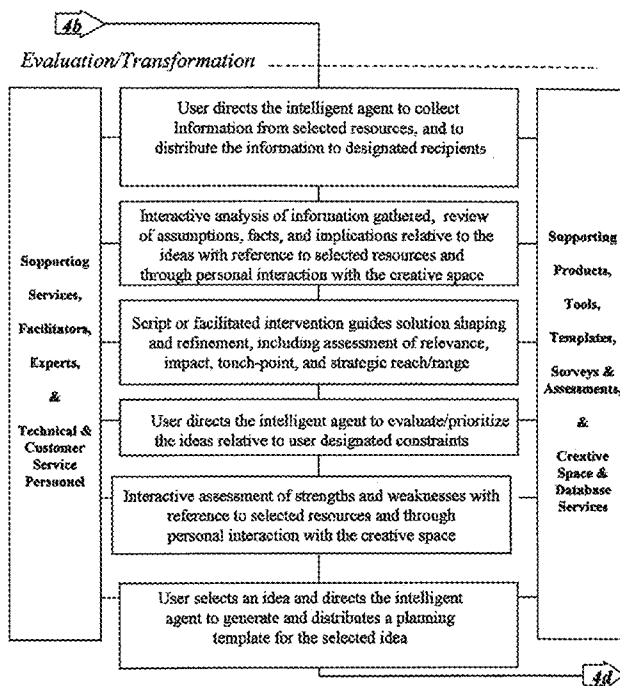 4b
Evaluation/Transformation
User directs the intelligent agent to collect
Information from selected resources, and to
distribute the information to designated recipients
Interactive analysis of information gathered, review
of assumptions, facts, and implications relative to the
ideas with reference to selected resources and
through personal interaction with the creative space
Script or facilitated intervention guides solution shaping
and refinement, including assessment of relevance,
impact, touch-point, and strategic reach/range
User directs the intelligent agent to evaluate/prioritize
the ideas relative to user designated constraints
Interactive assessment of strengths and weaknesses with
reference to selected resources and through
personal interaction with the creative space
User selects an idea and directs the intelligent
agent to generate and distributes a planning
template for the selected idea
Supporting
Services,
Facilitators,
Experts,
&
Technical &
Customer
Service
Personnel
Supporting
Products,
Tools,
Templates,
Surveys &
Assessments,
&
Creative
Space &
Database
Services
4d